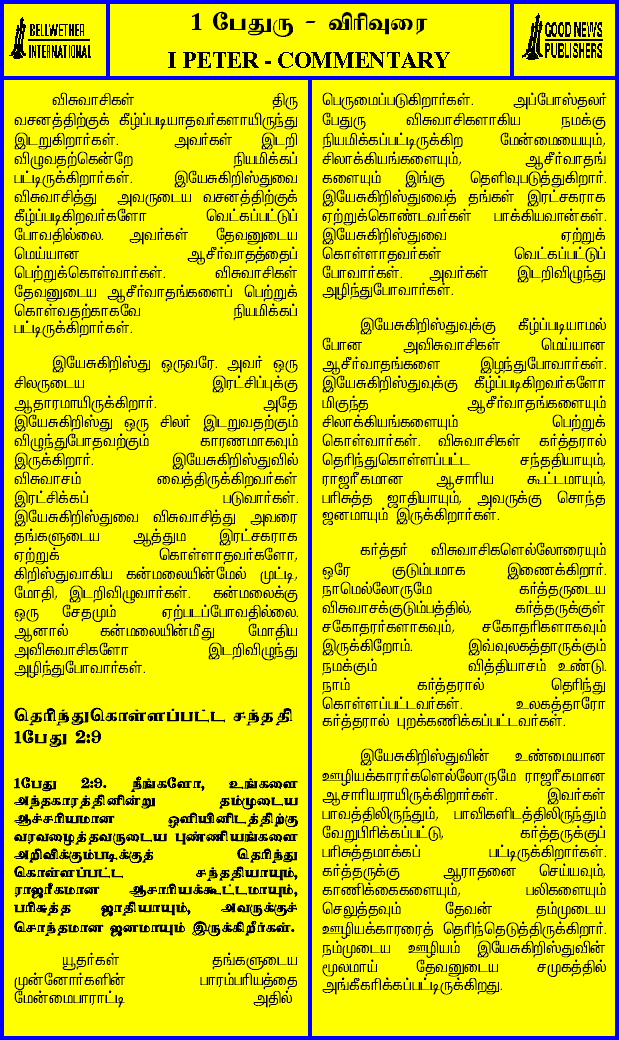 BELLWETHER
INTERNATIONAL
1 பேதுரு - விரிவுரை
I PETER - COMMENTARY
GOOD NEWS
PUBLISHERS
விசுவாசிகள் திரு
வசனத்திற்குக் கீழ்ப்படியாதவர்களாயிருந்து
இடறுகிறார்கள். அவர்கள் இடறி
விழுவதற்கென்றே நியமிக்கப்
பட்டிருக்கிறார்கள். இயேசுகிறிஸ்துவை
விசுவாசித்து அவருடைய வசனத்திற்குக்
கீழ்ப்படிகிறவர்களோ வெட்கப்பட்டுப்
போவதில்லை. அவர்கள் தேவனுடைய
மெய்யான ஆசீர்வாதத்தைப்
பெற்றுக்கொள்வார்கள். விசுவாசிகள்
தேவனுடைய ஆசீர்வாதங்களைப் பெற்றுக்
கொள்வதற்காகவே நியமிக்கப்
பட்டிருக்கிறார்கள்.
இயேசுகிறிஸ்து ஒருவரே. அவர் ஒரு
சிலருடைய இரட்சிப்புக்கு
ஆதாரமாயிருக்கிறார். அதே
இயேசுகிறிஸ்து ஒரு சிலர் இடறுவதற்கும்
விழுந்துபோதவற்கும் காரணமாகவும்
இருக்கிறார். இயேசுகிறிஸ்துவில்
விசுவாசம் வைத்திருக்கிறவர்கள்
இரட்சிக்கப் படுவார்கள்.
இயேசுகிறிஸ்துவை விசுவாசித்து அவரை
தங்களுடைய ஆத்தும இரட்சகராக
ஏற்றுக் கொள்ளாதவர்களோ,
கிறிஸ்துவாகிய கன்மலையின்மேல் முட்டி,
மோதி, இடறிவிழுவார்கள். கன்மலைக்கு
ஒரு சேதமும் ஏற்படப்போவதில்லை.
ஆனால் கன்மலையின்மீது மோதிய
அவிசுவாசிகளோ இடறிவிழுந்து
அழிந்துபோவார்கள்.
தெரிந்துகொள்ளப்பட்ட சந்ததி
1பேது 2:9
1பேது 2:9. நீங்களோ, உங்களை
அந்தகாரத்தினின்று தம்முடைய
ஆச்சரியமான ஒளியினிடத்திற்கு
வரவழைத்தவருடைய புண்ணியங்களை
அறிவிக்கும்படிக்குத் தெரிந்து
கொள்ளப்பட்ட சந்ததியாயும்,
ராஜரீகமான ஆசாரியக்கூட்டமாயும்,
பரிசுத்த ஜாதியாயும், அவருக்குச்
சொந்தமான ஜனமாயும் இருக்கிறீர்கள்.
யூதர்கள் தங்களுடைய
முன்னோர்களின் பாரம்பரியத்தை
மேன்மைபாராட்டி அதில்
பெருமைப்படுகிறார்கள். அப்போஸ்தலர்
பேதுரு விசுவாசிகளாகிய நமக்கு
நியமிக்கப்பட்டிருக்கிற மேன்மையையும்,
சிலாக்கியங்களையும், ஆசீர்வாதங்
களையும் இங்கு தெளிவுபடுத்துகிறார்.
இயேசுகிறிஸ்துவைத் தங்கள் இரட்சகராக
ஏற்றுக்கொண்டவர்கள் பாக்கியவான்கள்.
இயேசுகிறிஸ்துவை ஏற்றுக்
கொள்ளாதவர்கள் வெட்கப்பட்டுப்
போவார்கள். அவர்கள் இடறிவிழுந்து
அழிந்துபோவார்கள்.
இயேசுகிறிஸ்துவுக்கு கீழ்ப்படியாமல்
போன அவிசுவாசிகள் மெய்யான
ஆசீர்வாதங்களை இழந்துபோவார்கள்.
இயேசுகிறிஸ்துவுக்கு கீழ்ப்படிகிறவர்களோ
மிகுந்த ஆசீர்வாதங்களையும்
சிலாக்கியங்களையும் பெற்றுக்
கொள்வார்கள். விசுவாசிகள் கர்த்தரால்
தெரிந்துகொள்ளப்பட்ட சந்ததியாயும்,
ராஜரீகமான ஆசாரிய கூட்டமாயும்,
பரிசுத்த ஜாதியாயும், அவருக்கு சொந்த
ஜனமாயும் இருக்கிறார்கள்.
கர்த்தர் விசுவாசிகளெல்லோரையும்
ஒரே குடும்பமாக இணைக்கிறார்.
நாமெல்லோருமே கர்த்தருடைய
விசுவாசக்குடும்பத்தில், கர்த்தருக்குள்
சகோதரர்களாகவும், சகோதரிகளாகவும்
இருக்கிறோம். இவ்வுலகத்தாருக்கும்
நமக்கும் வித்தியாசம் உண்டு.
நாம் கர்த்தரால் தெரிந்து
கொள்ளப்பட்டவர்கள். உலகத்தாரோ
கர்த்தரால் புறக்கணிக்கப்பட்டவர்கள்.
இயேசுகிறிஸ்துவின் உண்மையான
ஊழியக்காரர்களெல்லோருமே ராஜரீகமான
ஆசாரியராயிருக்கிறார்கள். இவர்கள்
பாவத்திலிருந்தும், பாவிகளிடத்திலிருந்தும்
வேறுபிரிக்கப்பட்டு, கர்த்தருக்குப்
பரிசுத்தமாக்கப் பட்டிருக்கிறார்கள்.
கர்த்தருக்கு ஆராதனை செய்யவும்,
காணிக்கைகளையும், பலிகளையும்
செலுத்தவும் தேவன் தம்முடைய
ஊழியக்காரரைத் தெரிந்தெடுத்திருக்கிறார்.
நம்முடைய ஊழியம் இயேசுகிறிஸ்துவின்
மூலமாய் தேவனுடைய சமுகத்தில்
அங்கீகரிக்கப்பட்டிருக்கிறது.